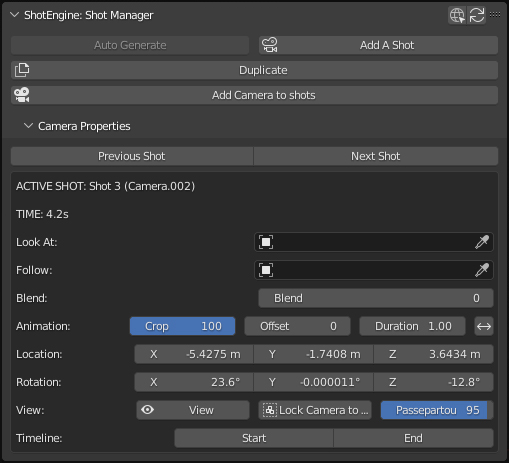 ShotEngine: Shot Manager
Auto Generate
Add A Shot
Duplicate
Add Camera to shots
Camera Properties
Previous Shot Next Shot
ACTIVE SHOT: Shot 3 (Camera.002)
TIME: 4.2s
Look At:
Follow:
Blend: Blend 0
Animation: Crop 100 Offset 0 Duration 1.00
Location: X -5.4275 m Y -1.7408 m Z 3.6434 m
Rotation: X 23.6° Y -0.000011° Z -12.8°
View: View Lock Camera to ... Passepartou 95
Timeline: Start End